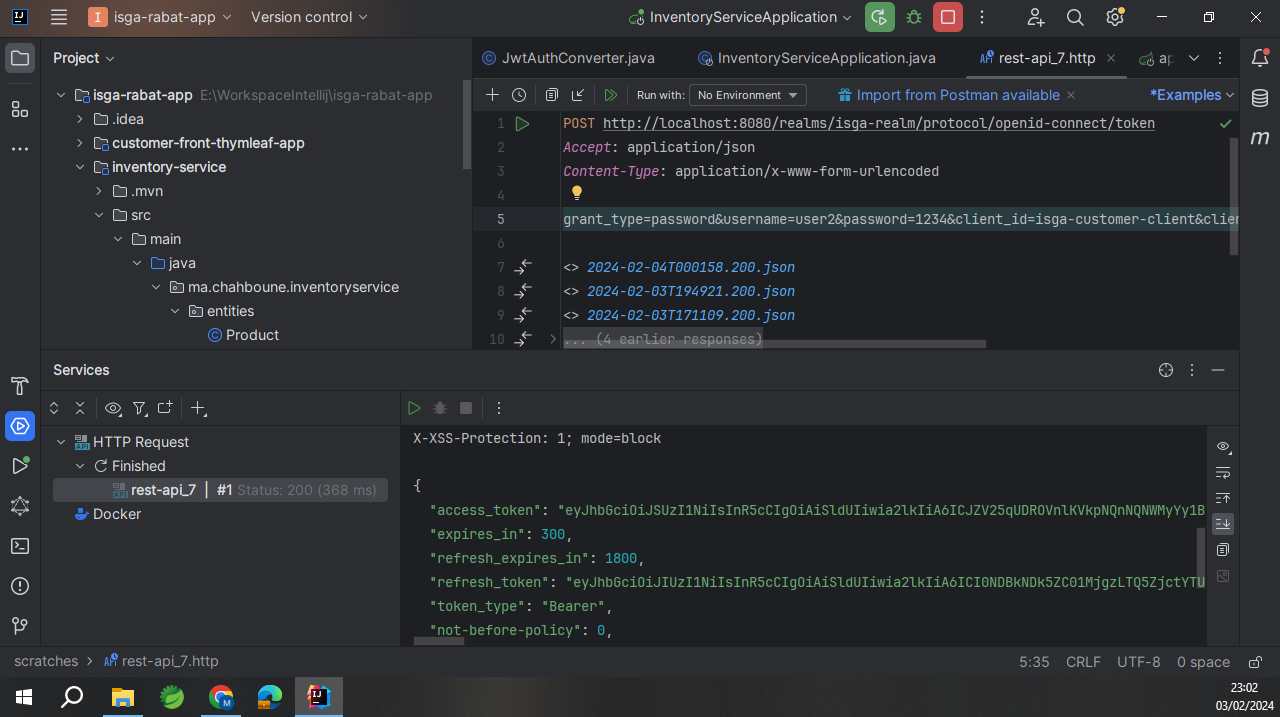 isga-rabat-app
Version control
InventoryServiceApplication
Project
JwtAuthConverter.java
InventoryServiceApplication.java
rest-api_7.http
ap
isga-rabat-app E:\WorkspaceIntellij\isga-rabat-app
.idea
customer-front-thymleaf-app
inventory-service
.mvn
src
main
java
ma.chahboune.inventoryservice
entities
Product
Run with: No Environment
Import from Postman available
*Examples
1 POST http://localhost:8080/realms/isga-realm/protocol/openid-connect/token
2 Accept: application/json
3 Content-Type: application/x-www-form-urlencoded
4
5 grant_type=password&username=user2&password=1234&client_id=isga-customer-client&clien
6
7 <> 2024-02-04T000158.200.json
8 <> 2024-02-03T194921.200.json
9 <> 2024-02-03T171109.200.json
10 ... (4 earlier responses)
Services
HTTP Request
Finished
rest-api_7 | #1 Status: 200 (368 ms)
Docker
X-XSS-Protection: 1; mode=block
{
"access_token": "eyJhbGciOiJSUzI1NiIsInR5cCIgOiAiSldUIiwia2lkIiA6ICJZV25qUDROVnlKVkpNQnNQNWMyYy1B
"expires_in": 300,
"refresh_expires_in": 1800,
"refresh_token": "eyJhbGciOiJIUzI1NiIsInR5cCIgOiAiSldUIiwia2lkIiA6ICI0NDBkNDk5ZC01MjgzLTQ5ZjctYTU
"token_type": "Bearer",
"not-before-policy": 0,
scratches > rest-api_7.http
5:35 CRLF UTF-8 0 space
23:02
03/02/2024